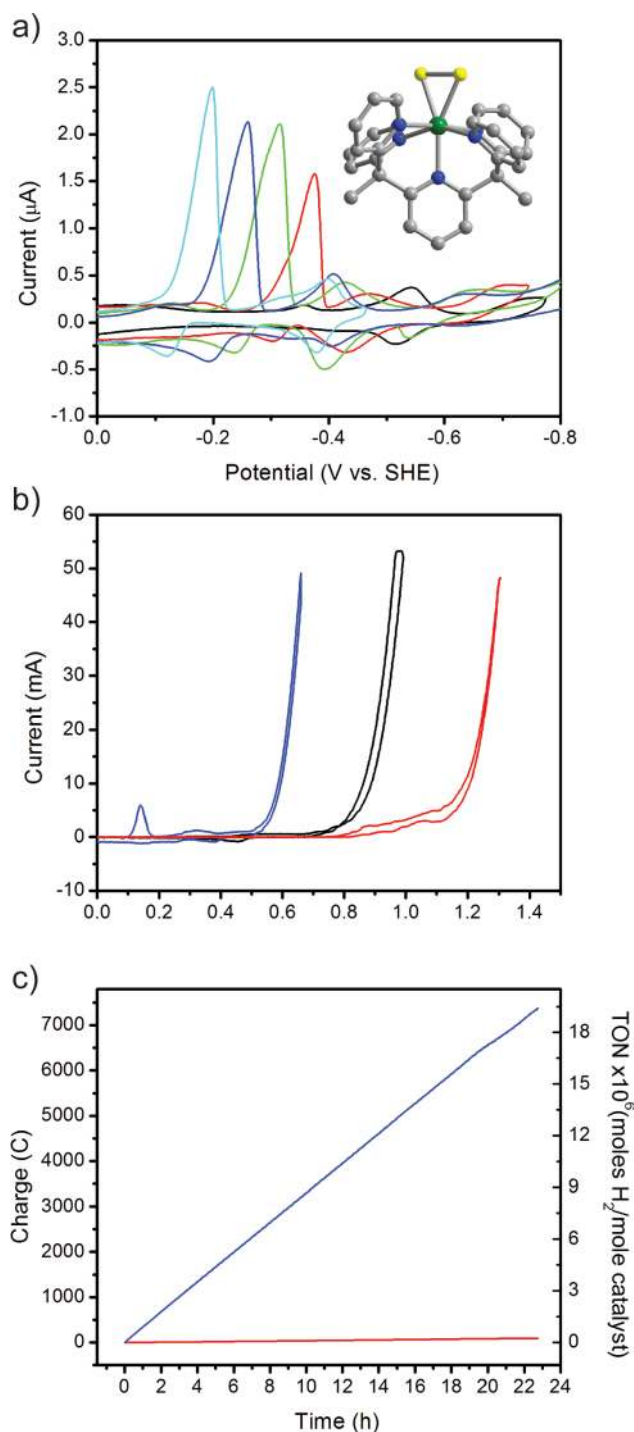 a)
3.0
2.5
2.0
1.5
1.0
0.5
0.0
-0.5
-1.0
Current (μA)
0.0 -0.2 -0.4 -0.6 -0.8
Potential (V vs. SHE)
b)
60
50
40
30
20
10
0
-10
Current (mA)
0.0 0.2 0.4 0.6 0.8 1.0 1.2 1.4
c)
7000
6000
5000
4000
3000
2000
1000
0
Charge (C)
18
15
12
9
6
3
0
TON x10⁶(moles H₂/mole catalyst)
0 2 4 6 8 10 12 14 16 18 20 22 24
Time (h)